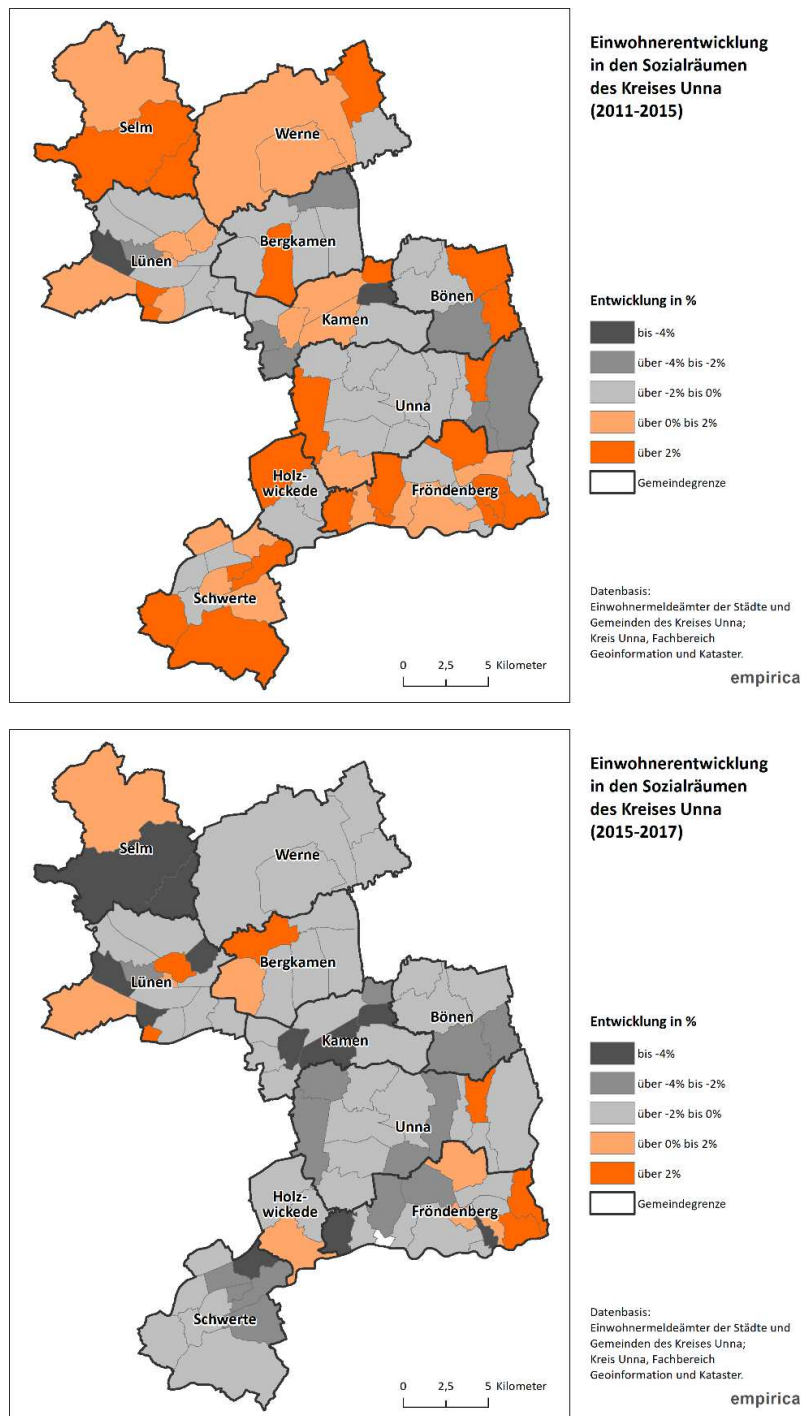 Einwohnerentwicklung
in den Sozialräumen
des Kreises Unna
(2011-2015)
Selm
Werne
Bergkamen
Lünen
Bönen
Kamen
Unna
Holz-
wickede
Fröndenberg
Schwerte
0 2,5 5 Kilometer
Entwicklung in %
bis -4%
über -4% bis -2%
über -2% bis 0%
über 0% bis 2%
über 2%
Gemeindegrenze
Datenbasis:
Einwohnermeldeämter der Städte und
Gemeinden des Kreises Unna;
Kreis Unna, Fachbereich
Geoinformation und Kataster.
empirica
Einwohnerentwicklung
in den Sozialräumen
des Kreises Unna
(2015-2017)
Selm
Werne
Bergkamen
Lünen
Bönen
Kamen
Unna
Holz-
wickede
Fröndenberg
Schwerte
0 2,5 5 Kilometer
Entwicklung in %
bis -4%
über -4% bis -2%
über -2% bis 0%
über 0% bis 2%
über 2%
Gemeindegrenze
Datenbasis:
Einwohnermeldeämter der Städte und
Gemeinden des Kreises Unna;
Kreis Unna, Fachbereich
Geoinformation und Kataster.
empirica